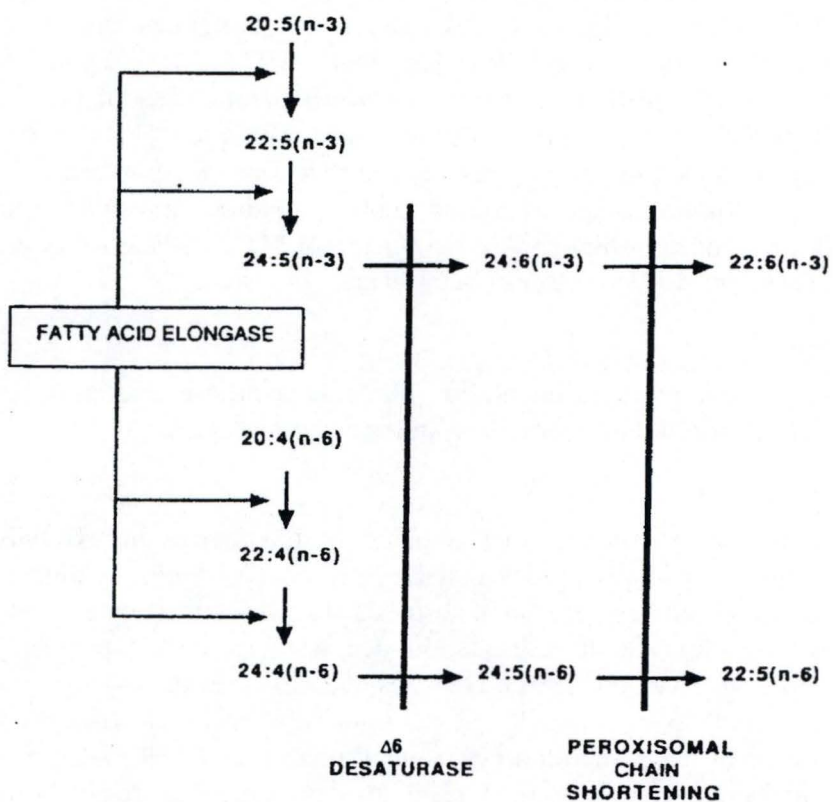 20:5(n-3)
22:5(n-3)
24:5(n-3) 24:6(n-3) 22:6(n-3)
FATTY ACID ELONGASE
20:4(n-6)
22:4(n-6)
24:4(n-6) 24:5(n-6) 22:5(n-6)
Δ6
DESATURASE
PEROXISOMAL
CHAIN
SHORTENING